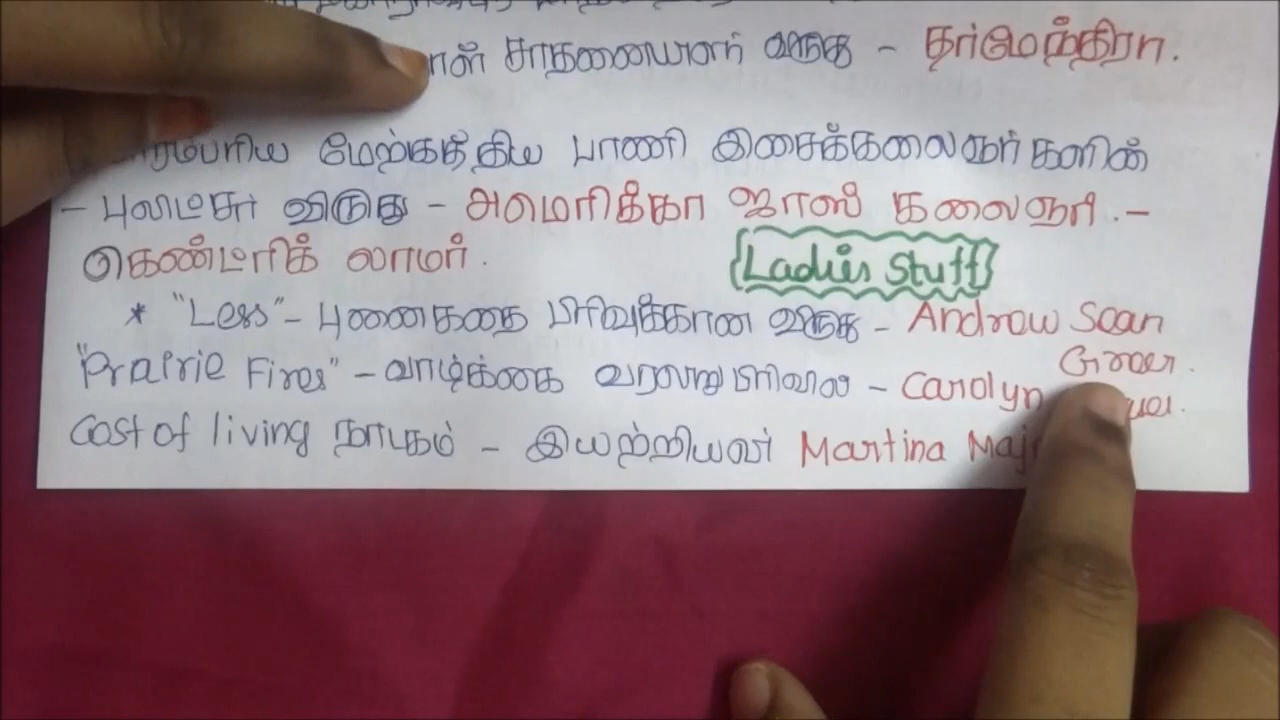 சாதனையாளர் விருது - தர்மேந்திரா.
மேற்கத்திய பாணி இசைக்கலைஞர்களின்
- புலிட்சர் விருது - அமெரிக்கா ஜாஸ் கலைஞர். -
கெண்ட்ரிக் லாமர்.
Ladies Stuff
* "Less" - புனைகதை பிரிவுக்கான விருது - Andrew Sean
Greer.
"Prairie Fires" - வாழ்க்கை வரலாறு பிரிவில் - Carolyn
Cost of living நாடகம் - இயற்றியவர் Martina